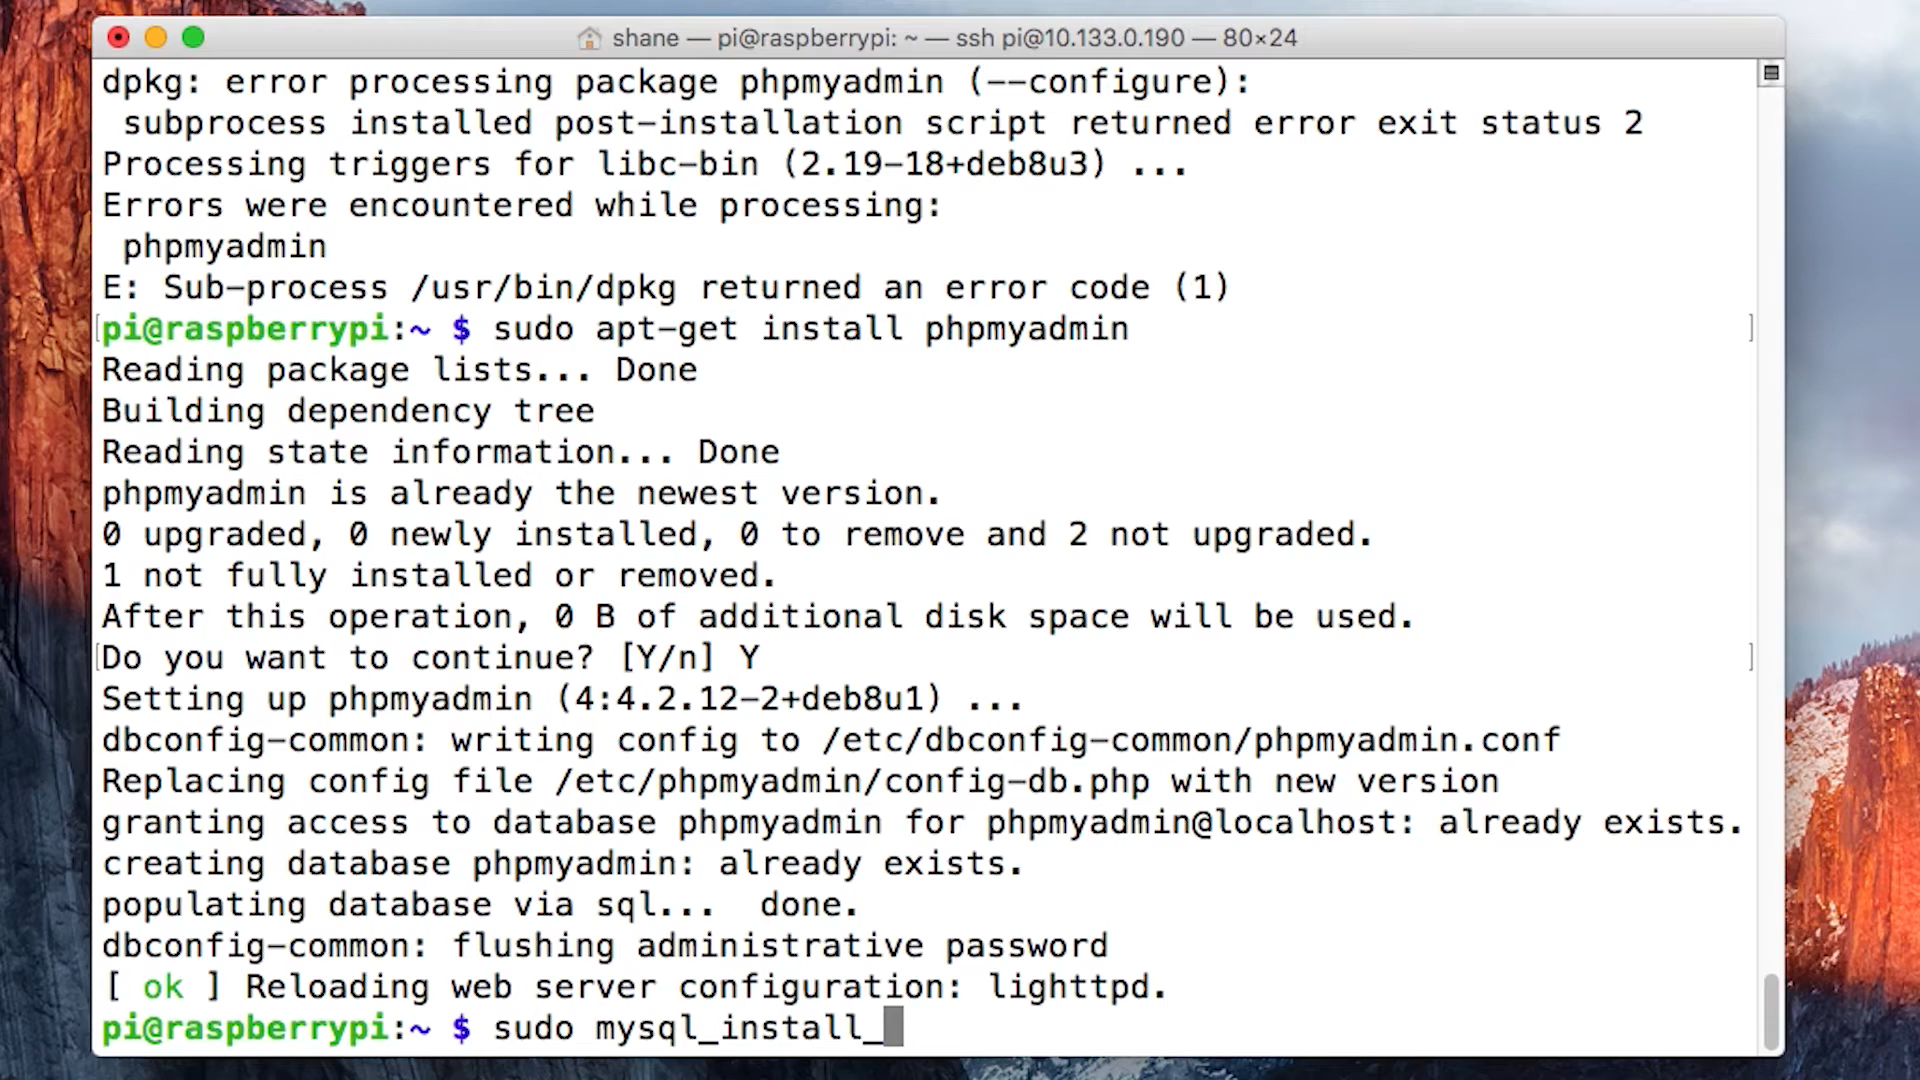 shane — pi@raspberrypi: ~ — ssh pi@10.133.0.190 — 80×24
dpkg: error processing package phpmyadmin (--configure):
 subprocess installed post-installation script returned error exit status 2
Processing triggers for libc-bin (2.19-18+deb8u3) ...
Errors were encountered while processing:
 phpmyadmin
E: Sub-process /usr/bin/dpkg returned an error code (1)
[pi@raspberrypi:~ $ sudo apt-get install phpmyadmin ]
Reading package lists... Done
Building dependency tree
Reading state information... Done
phpmyadmin is already the newest version.
0 upgraded, 0 newly installed, 0 to remove and 2 not upgraded.
1 not fully installed or removed.
After this operation, 0 B of additional disk space will be used.
[Do you want to continue? [Y/n] Y ]
Setting up phpmyadmin (4:4.2.12-2+deb8u1) ...
dbconfig-common: writing config to /etc/dbconfig-common/phpmyadmin.conf
Replacing config file /etc/phpmyadmin/config-db.php with new version
granting access to database phpmyadmin for phpmyadmin@localhost: already exists.
creating database phpmyadmin: already exists.
populating database via sql...  done.
dbconfig-common: flushing administrative password
[ ok ] Reloading web server configuration: lighttpd.
pi@raspberrypi:~ $ sudo mysql_install_